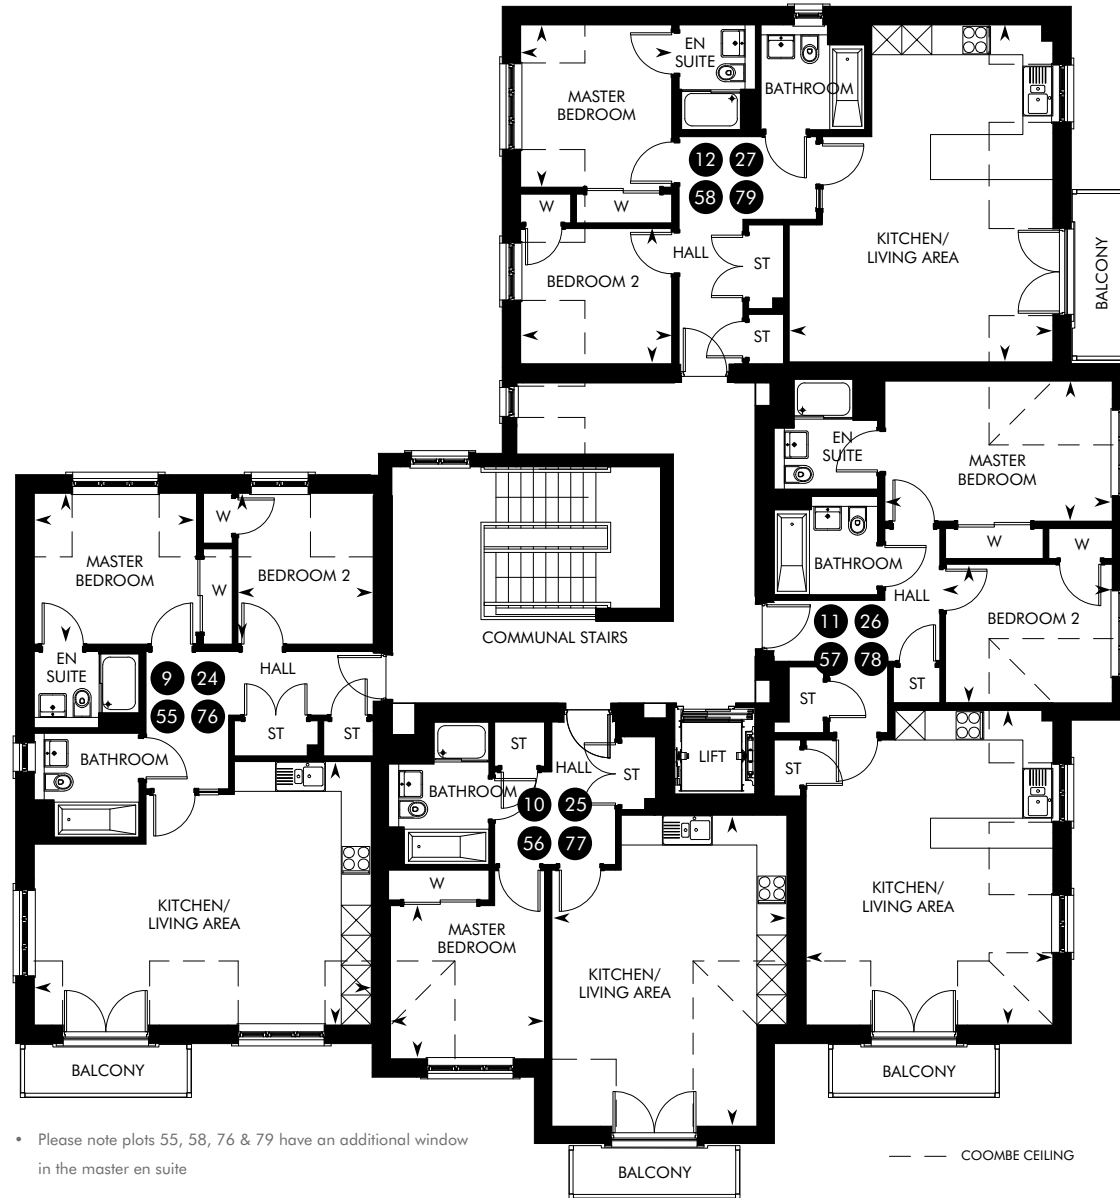 EN
SUITE
BATHROOM
MASTER
BEDROOM
12 27
58 79
W
W
HALL
ST
KITCHEN/
LIVING AREA
BALCONY
BEDROOM 2
ST
EN
SUITE
MASTER
BEDROOM
W
W
BATHROOM
HALL
BEDROOM 2
11 26
57 78
ST
ST
ST
KITCHEN/
LIVING AREA
BALCONY
COMMUNAL STAIRS
LIFT
MASTER
BEDROOM
W
W
BEDROOM 2
EN
SUITE
9 24
55 76
HALL
ST
ST
BATHROOM
KITCHEN/
LIVING AREA
BALCONY
ST
HALL
ST
BATHROOM
10 25
56 77
W
MASTER
BEDROOM
KITCHEN/
LIVING AREA
BALCONY
• Please note plots 55, 58, 76 & 79 have an additional window
in the master en suite
COOMBE CEILING